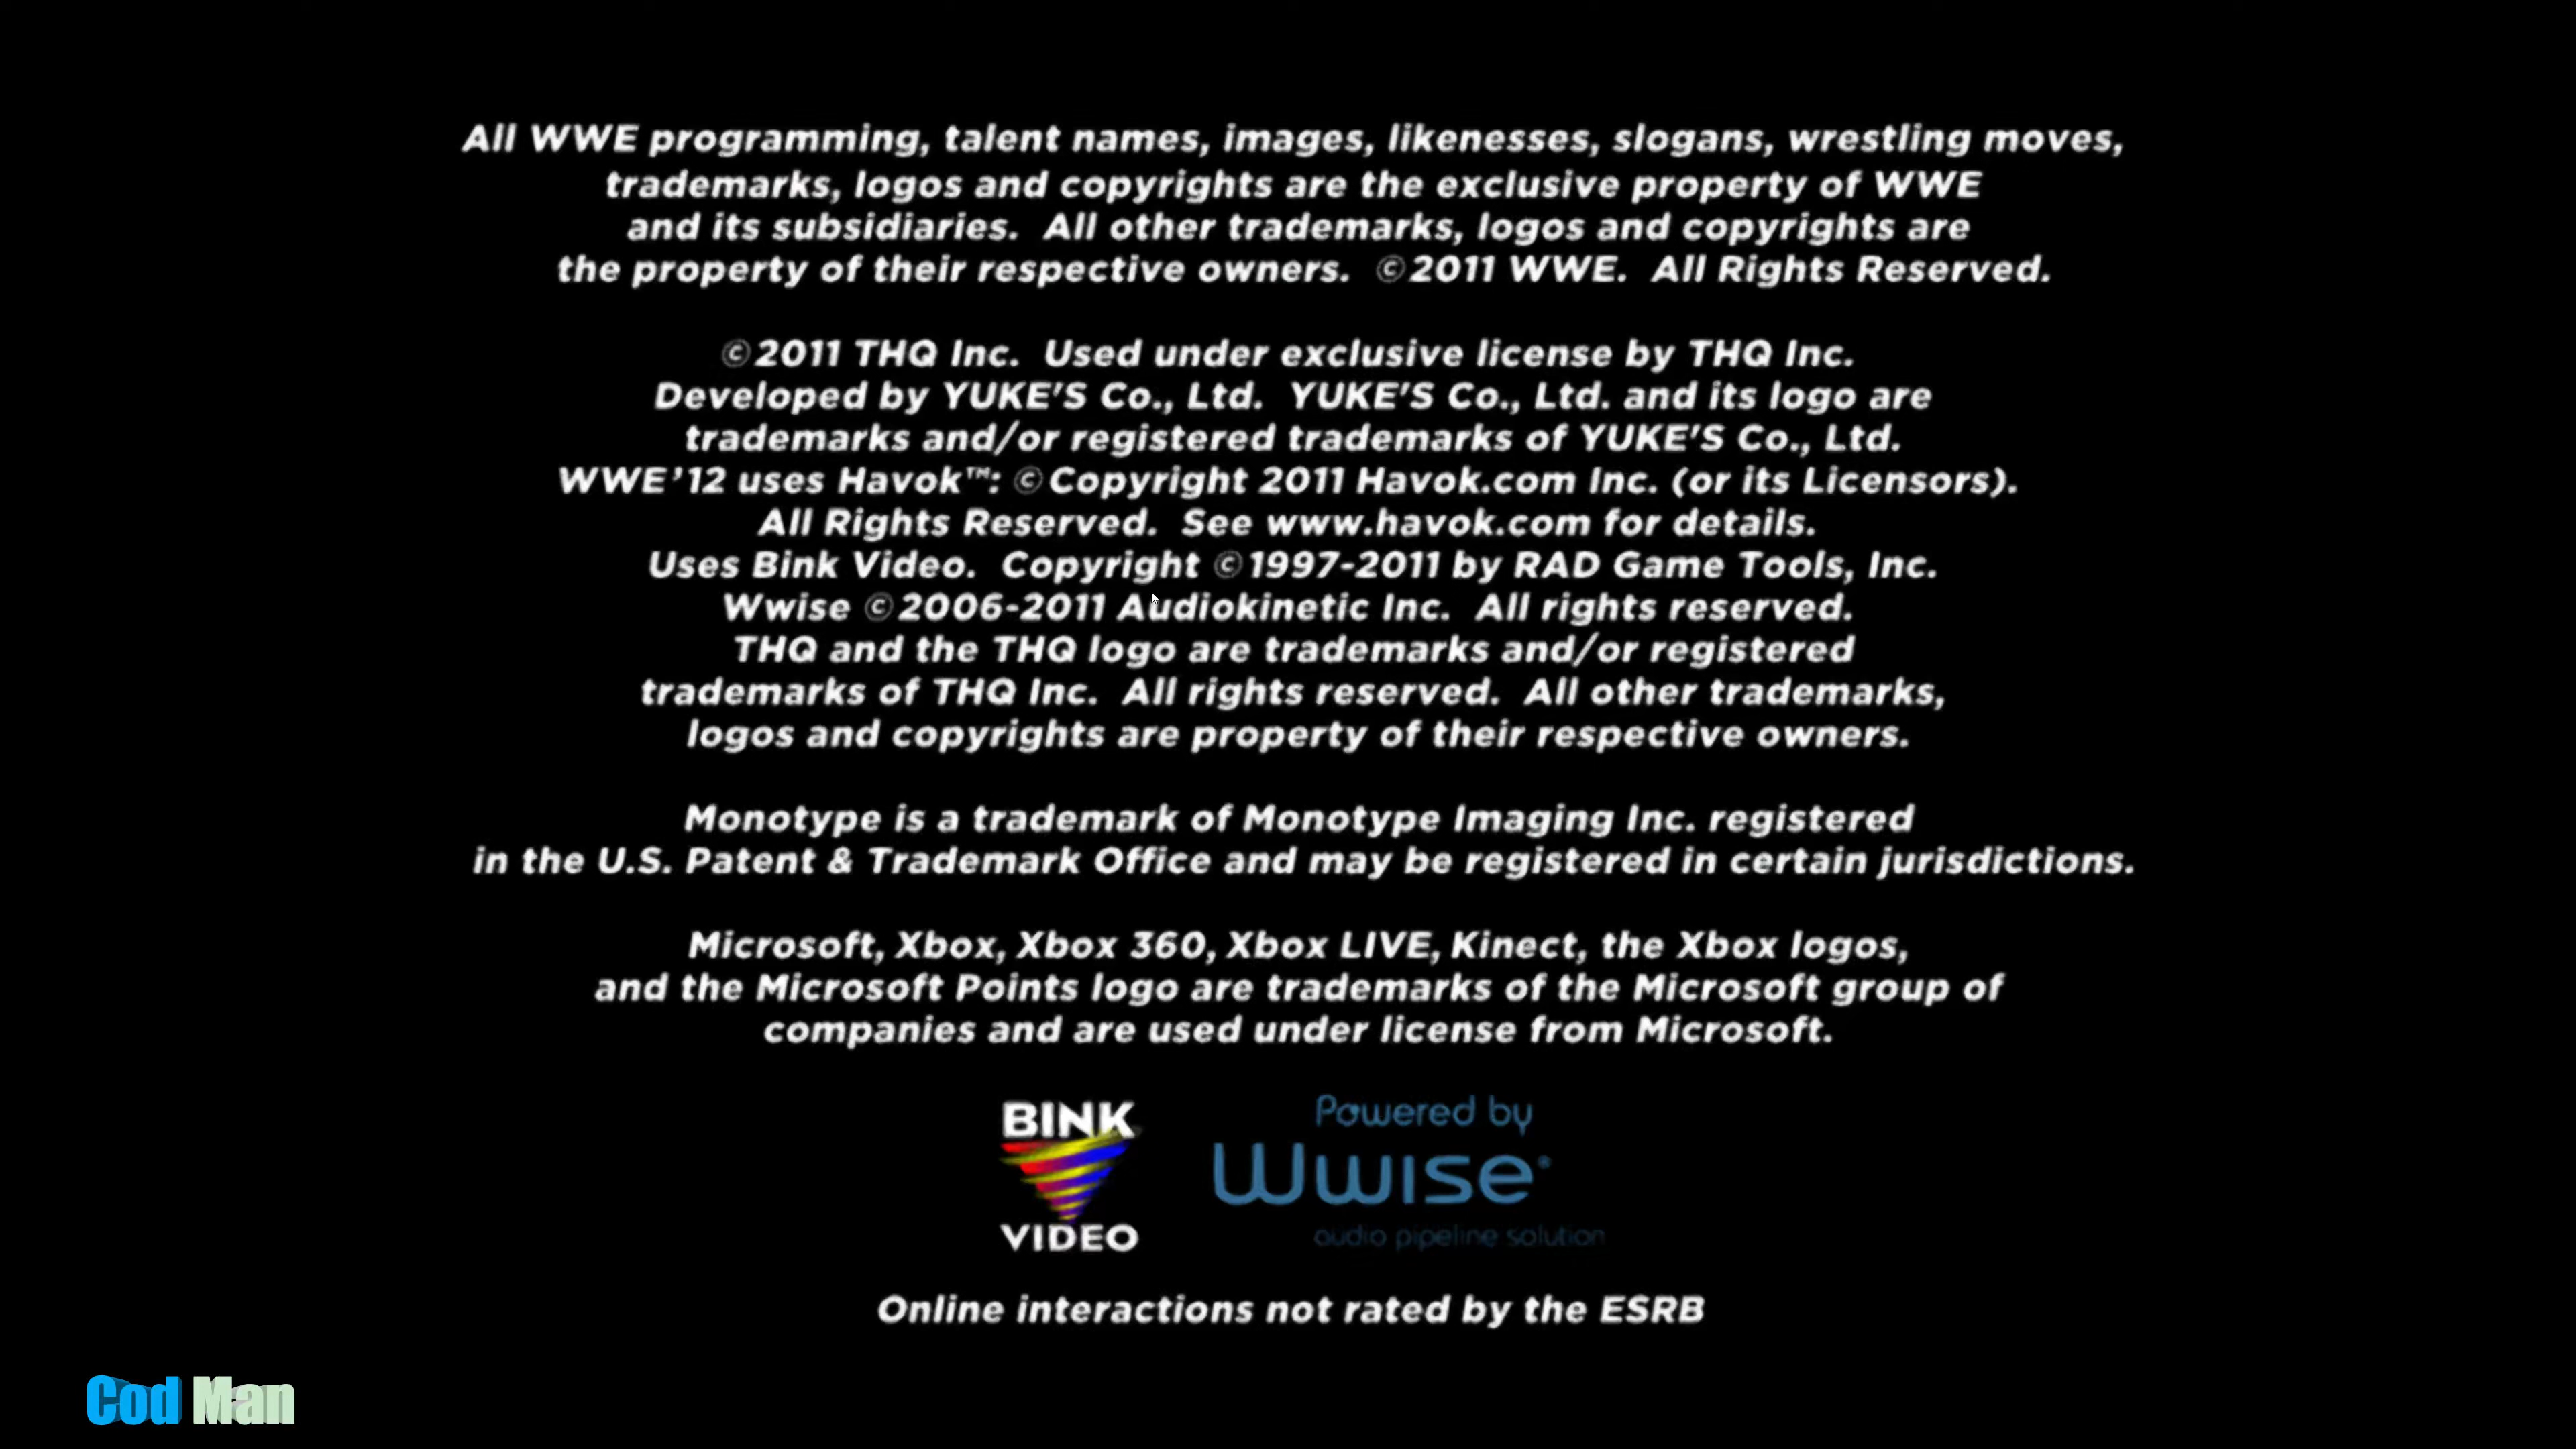 All WWE programming, talent names, images, likenesses, slogans, wrestling moves,
trademarks, logos and copyrights are the exclusive property of WWE
and its subsidiaries.  All other trademarks, logos and copyrights are
the property of their respective owners.  ©2011 WWE.  All Rights Reserved.
©2011 THQ Inc.  Used under exclusive license by THQ Inc.
Developed by YUKE'S Co., Ltd.  YUKE'S Co., Ltd. and its logo are
trademarks and/or registered trademarks of YUKE'S Co., Ltd.
WWE’12 uses Havok™: ©Copyright 2011 Havok.com Inc. (or its Licensors).
All Rights Reserved.  See www.havok.com for details.
Uses Bink Video.  Copyright ©1997-2011 by RAD Game Tools, Inc.
Wwise ©2006-2011 Audiokinetic Inc.  All rights reserved.
THQ and the THQ logo are trademarks and/or registered
trademarks of THQ Inc.  All rights reserved.  All other trademarks,
logos and copyrights are property of their respective owners.
Monotype is a trademark of Monotype Imaging Inc. registered
in the U.S. Patent & Trademark Office and may be registered in certain jurisdictions.
Microsoft, Xbox, Xbox 360, Xbox LIVE, Kinect, the Xbox logos,
and the Microsoft Points logo are trademarks of the Microsoft group of
companies and are used under license from Microsoft.
BINK
VIDEO
Powered by
Wwise®
audio pipeline solution
Online interactions not rated by the ESRB
Cod Man